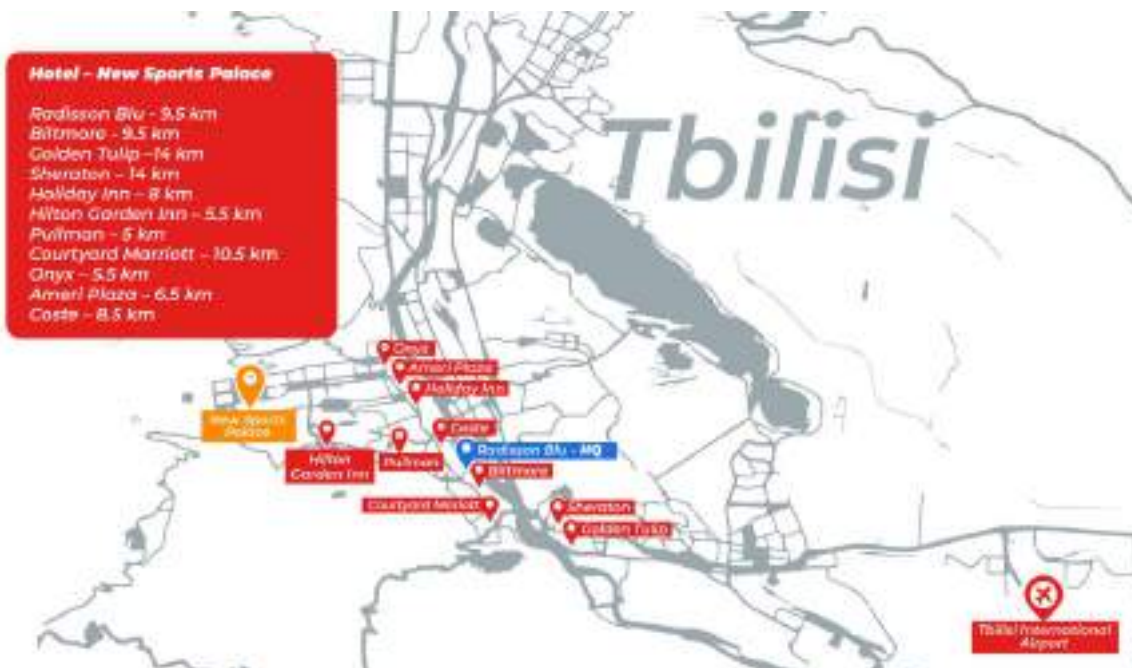 Hotel – New Sports Palace
Radisson Blu - 9.5 km
Biltmore - 9.5 km
Golden Tulip –14 km
Sheraton – 14 km
Holiday Inn – 8 km
Hilton Garden Inn – 5.5 km
Pullman – 5 km
Courtyard Marriott – 10.5 km
Onyx – 5.5 km
Ameri Plaza – 6.5 km
Coste – 8.5 km
Tbilisi
Onyx
Ameri Plaza
Holiday Inn
New Sports
Palace
Coste
Radisson Blu - HQ
Hilton
Garden Inn
Pullman
Biltmore
Courtyard Mariott
Sheraton
Golden Tulip
Tbilisi International
Airport